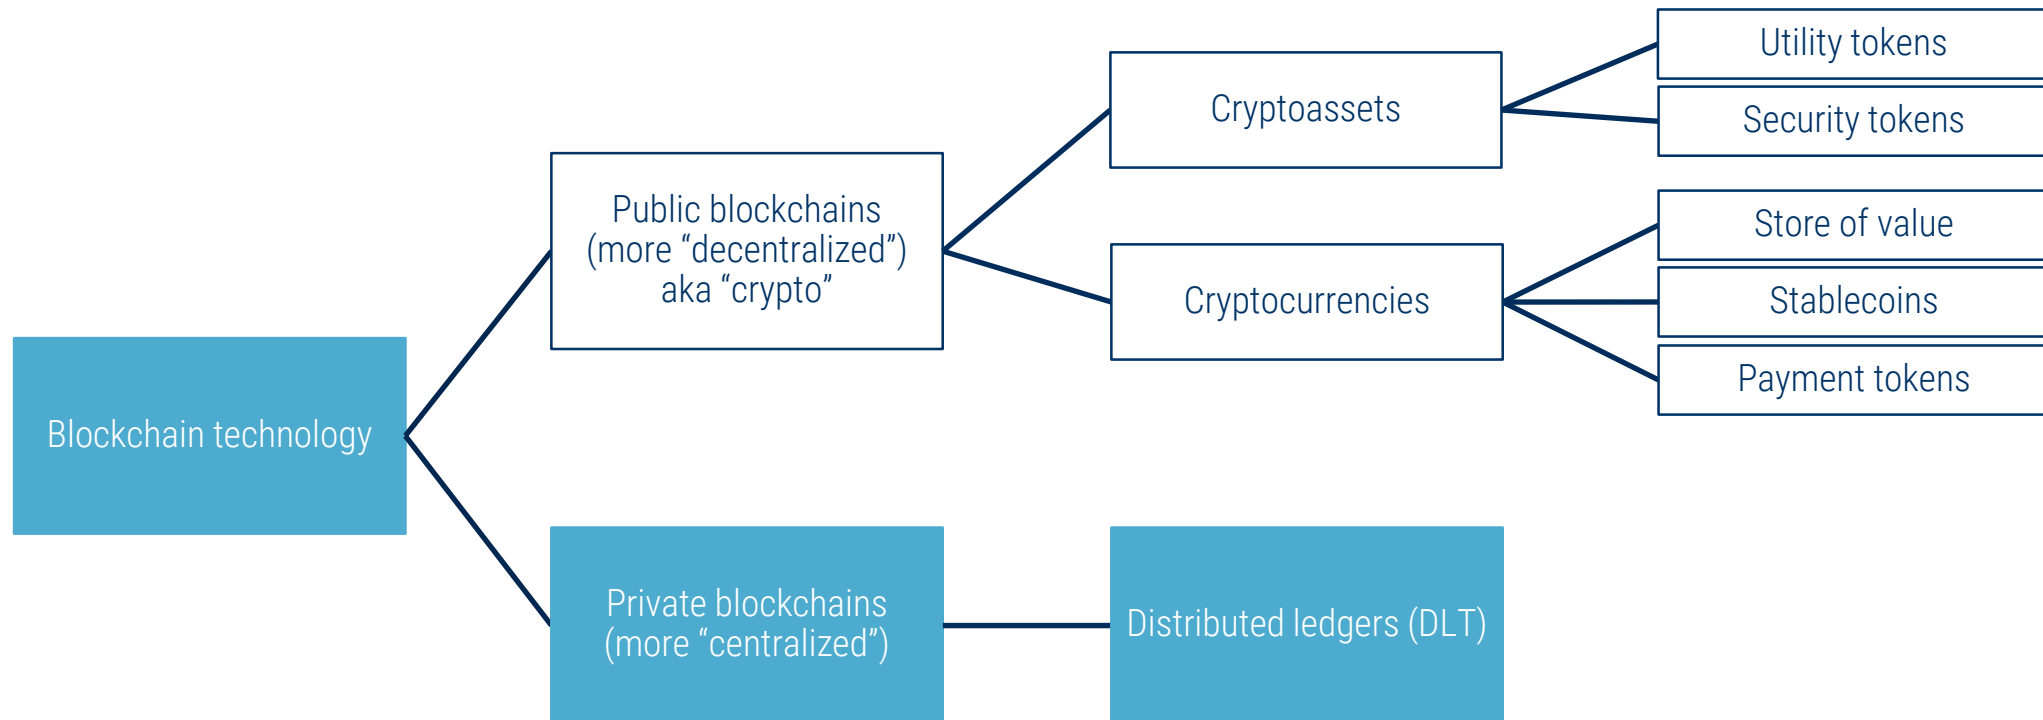 Blockchain technology
Public blockchains
(more “decentralized”)
aka “crypto”
Private blockchains
(more “centralized”)
Cryptoassets
Cryptocurrencies
Distributed ledgers (DLT)
Utility tokens
Security tokens
Store of value
Stablecoins
Payment tokens